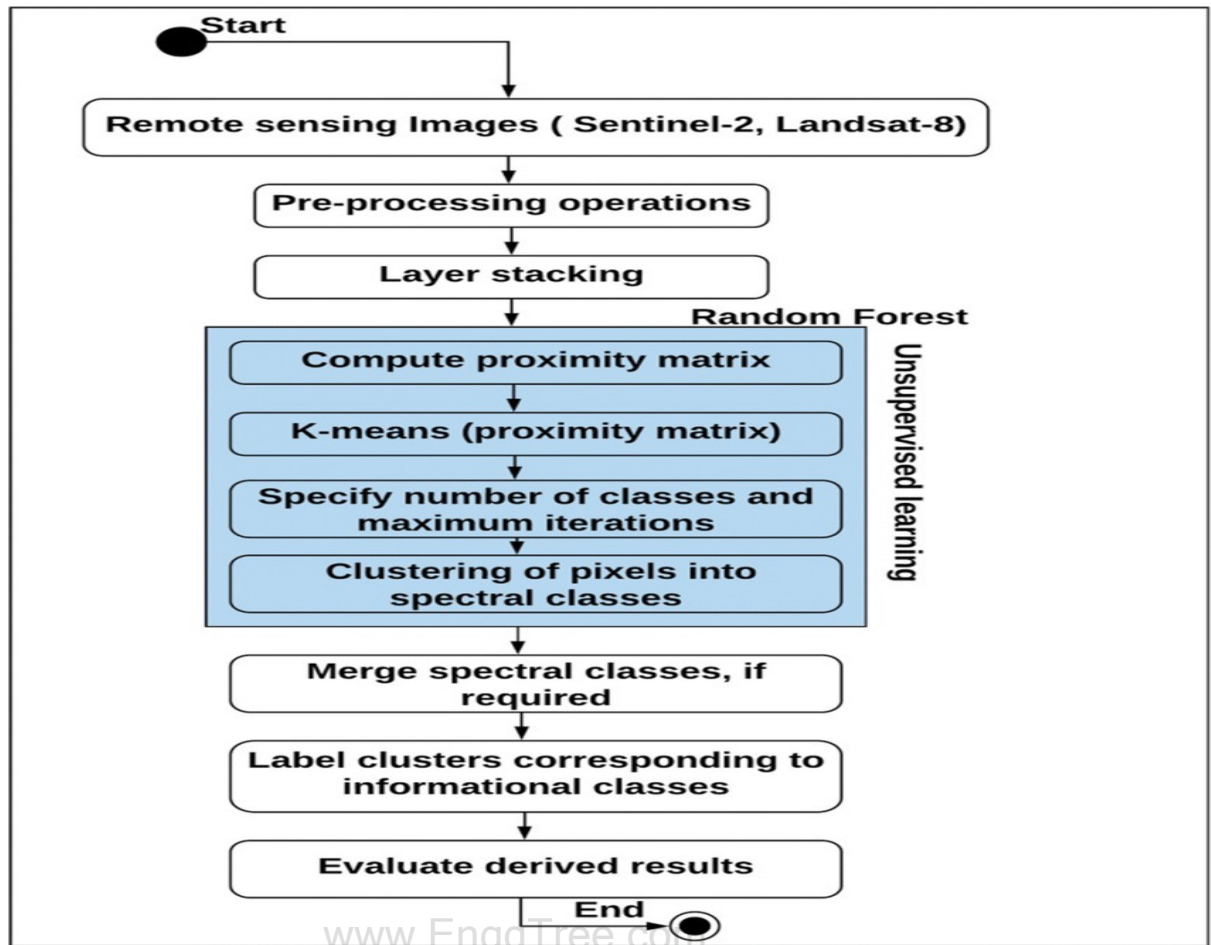 Start
Remote sensing Images ( Sentinel-2, Landsat-8)
Pre-processing operations
Layer stacking
Random Forest
Unsupervised learning
Compute proximity matrix
K-means (proximity matrix)
Specify number of classes and
maximum iterations
Clustering of pixels into
spectral classes
Merge spectral classes, if
required
Label clusters corresponding to
informational classes
Evaluate derived results
End
www.EnggTree.com